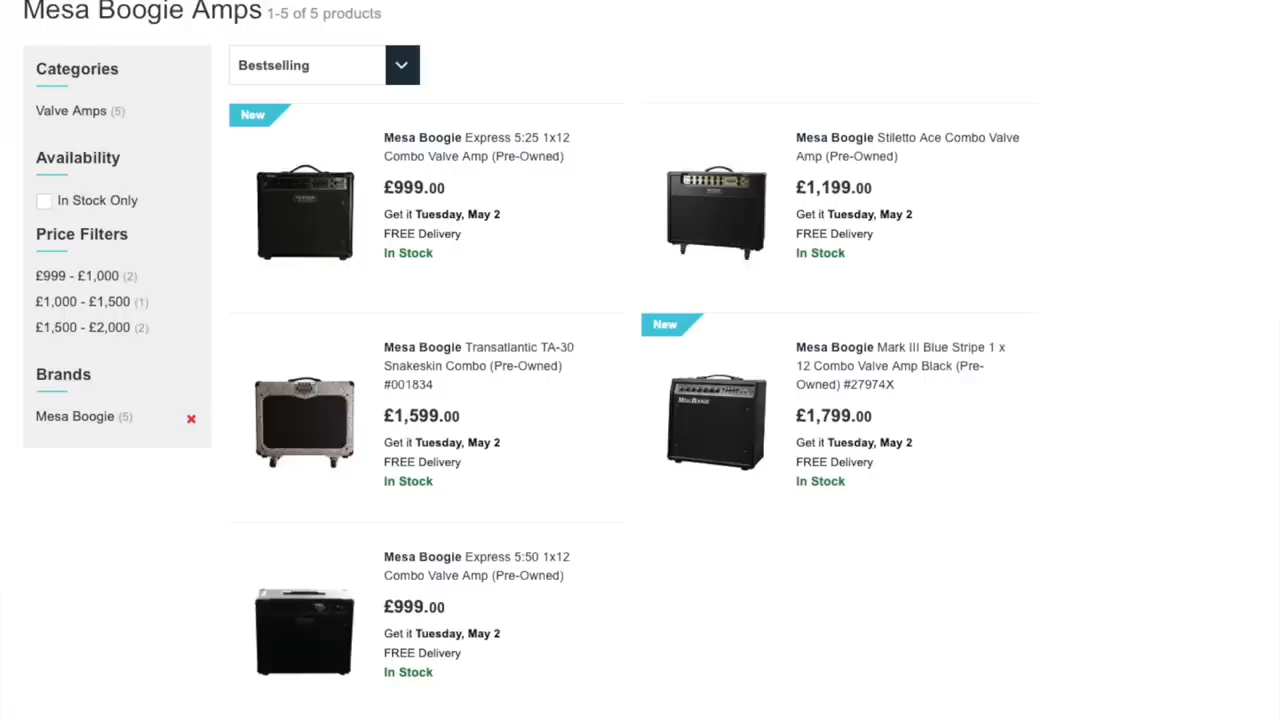 Mesa Boogie Amps 1-5 of 5 products
Categories
Valve Amps (5)
Availability
In Stock Only
Price Filters
£999 - £1,000 (2)
£1,000 - £1,500 (1)
£1,500 - £2,000 (2)
Brands
Mesa Boogie (5)
Bestselling
New
Mesa Boogie Express 5:25 1x12
Combo Valve Amp (Pre-Owned)
£999.00
Get it Tuesday, May 2
FREE Delivery
In Stock
Mesa Boogie Stiletto Ace Combo Valve
Amp (Pre-Owned)
£1,199.00
Get it Tuesday, May 2
FREE Delivery
In Stock
Mesa Boogie Transatlantic TA-30
Snakeskin Combo (Pre-Owned)
#001834
£1,599.00
Get it Tuesday, May 2
FREE Delivery
In Stock
New
MESA BOOGIE
Mesa Boogie Mark III Blue Stripe 1 x
12 Combo Valve Amp Black (Pre-
Owned) #27974X
£1,799.00
Get it Tuesday, May 2
FREE Delivery
In Stock
Mesa Boogie Express 5:50 1x12
Combo Valve Amp (Pre-Owned)
£999.00
Get it Tuesday, May 2
FREE Delivery
In Stock